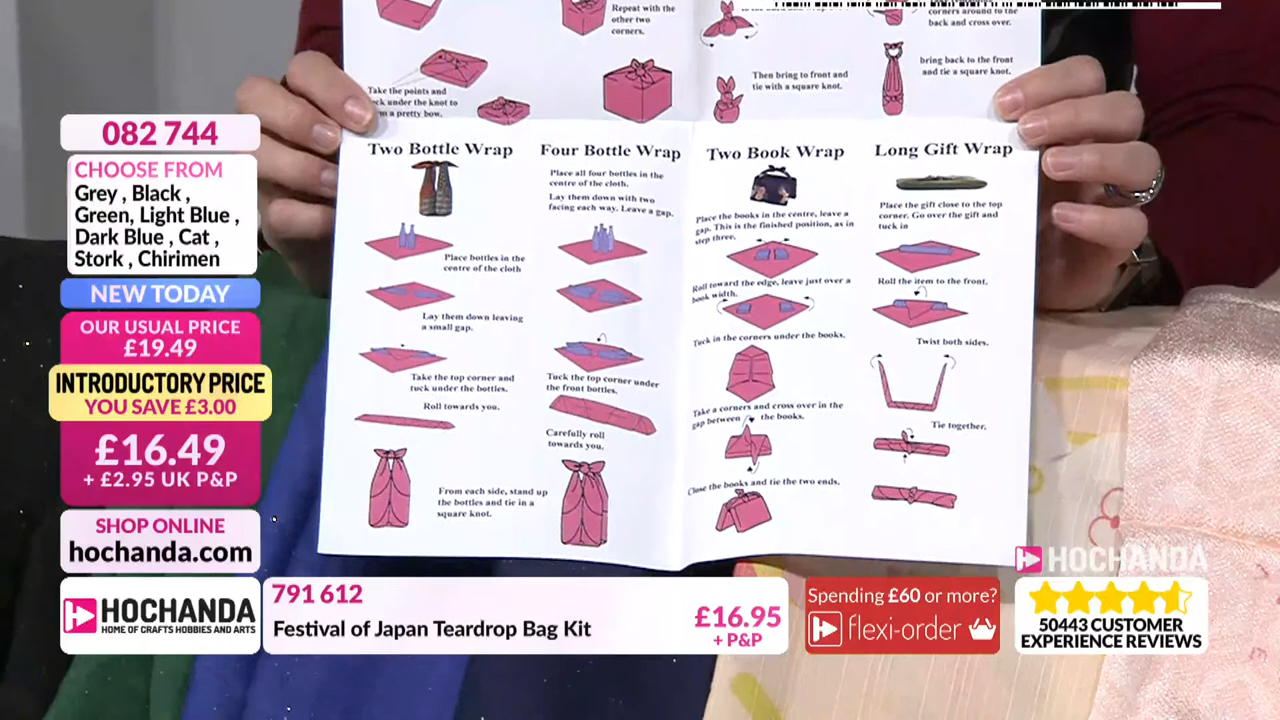 Repeat with the
other two
corners.
corners around to the
back and cross over.
Take the points and
under the knot to
a pretty bow.
Then bring to front and
tie with a square knot.
bring back to the front
and tie a square knot.
Two Bottle Wrap
Place bottles in the
centre of the cloth
Lay them down leaving
a small gap.
Take the top corner and
tuck under the bottles.
Roll towards you.
From each side, stand up
the bottles and tie in a
square knot.
Four Bottle Wrap
Place all four bottles in the
centre of the cloth.
Lay them down with two
facing each way. Leave a gap.
Tuck the top corner under
the front bottles.
Carefully roll
towards you.
Two Book Wrap
Place the books in the centre, leave a
gap. This is the finished position, as in
step three.
Roll toward the edge, leave just over a
book width.
Tuck in the corners under the books.
Take a corners and cross over in the
gap between the books.
Close the books and tie the two ends.
Long Gift Wrap
Place the gift close to the top
corner. Go over the gift and
tuck in
Roll the item to the front.
Twist both sides.
Tie together.
082 744
CHOOSE FROM
Grey , Black ,
Green, Light Blue ,
Dark Blue , Cat ,
Stork , Chirimen
NEW TODAY
OUR USUAL PRICE
£19.49
INTRODUCTORY PRICE
YOU SAVE £3.00
£16.49
+ £2.95 UK P&P
SHOP ONLINE
hochanda.com
HOCHANDA
HOME OF CRAFTS HOBBIES AND ARTS
791 612
Festival of Japan Teardrop Bag Kit
£16.95
+ P&P
Spending £60 or more?
flexi-order
HOCHANDA
50443 CUSTOMER
EXPERIENCE REVIEWS